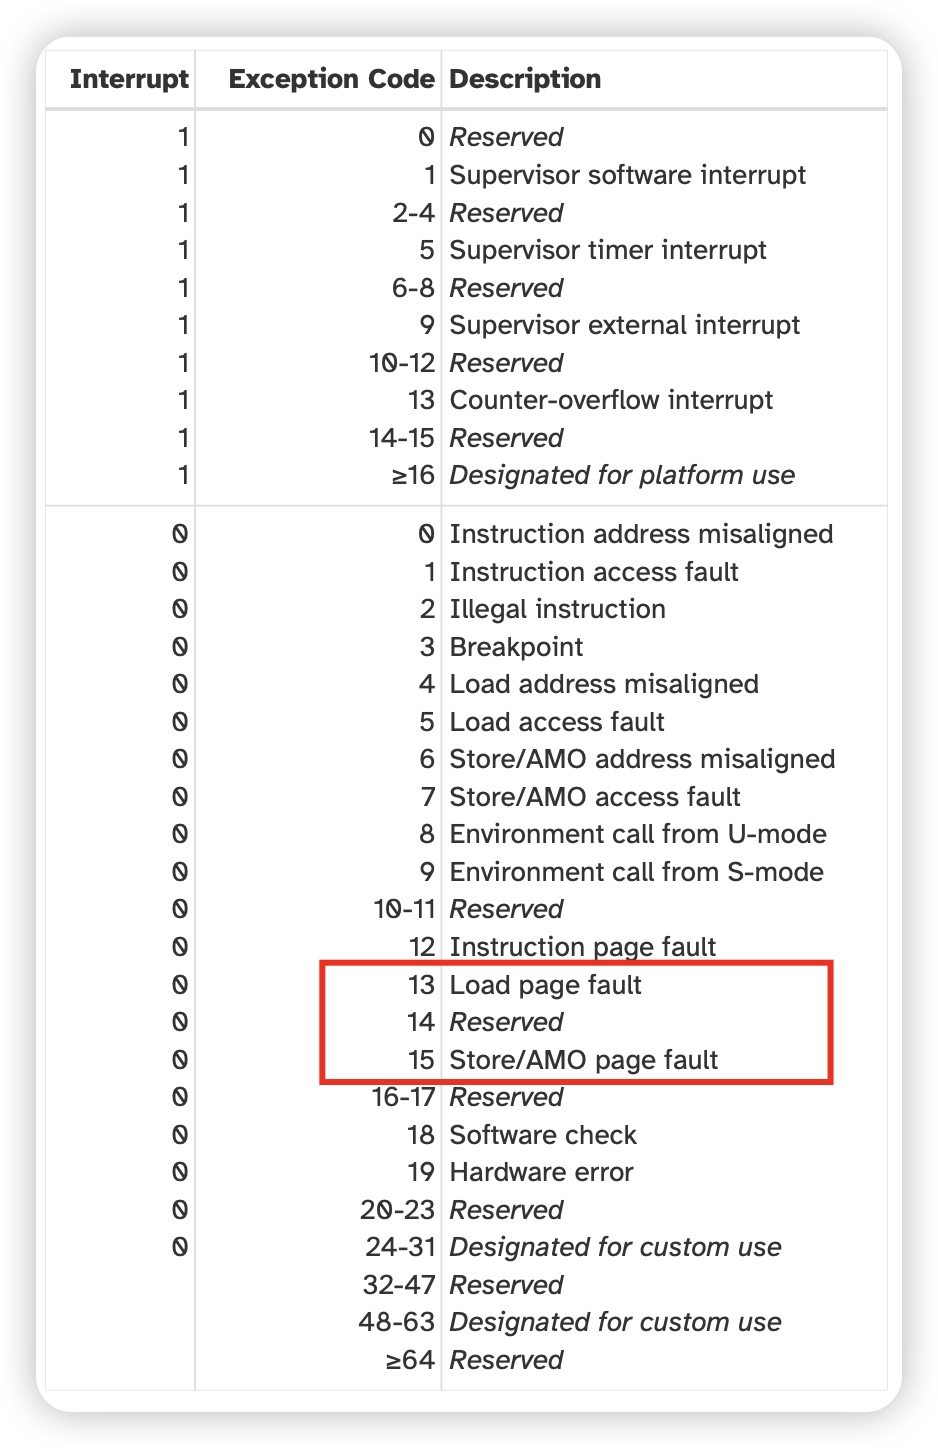 Interrupt Exception Code Description
1 0 Reserved
1 1 Supervisor software interrupt
1 2-4 Reserved
1 5 Supervisor timer interrupt
1 6-8 Reserved
1 9 Supervisor external interrupt
1 10-12 Reserved
1 13 Counter-overflow interrupt
1 14-15 Reserved
1 ≥16 Designated for platform use
0 0 Instruction address misaligned
0 1 Instruction access fault
0 2 Illegal instruction
0 3 Breakpoint
0 4 Load address misaligned
0 5 Load access fault
0 6 Store/AMO address misaligned
0 7 Store/AMO access fault
0 8 Environment call from U-mode
0 9 Environment call from S-mode
0 10-11 Reserved
0 12 Instruction page fault
0 13 Load page fault
0 14 Reserved
0 15 Store/AMO page fault
0 16-17 Reserved
0 18 Software check
0 19 Hardware error
0 20-23 Reserved
0 24-31 Designated for custom use
32-47 Reserved
48-63 Designated for custom use
≥64 Reserved